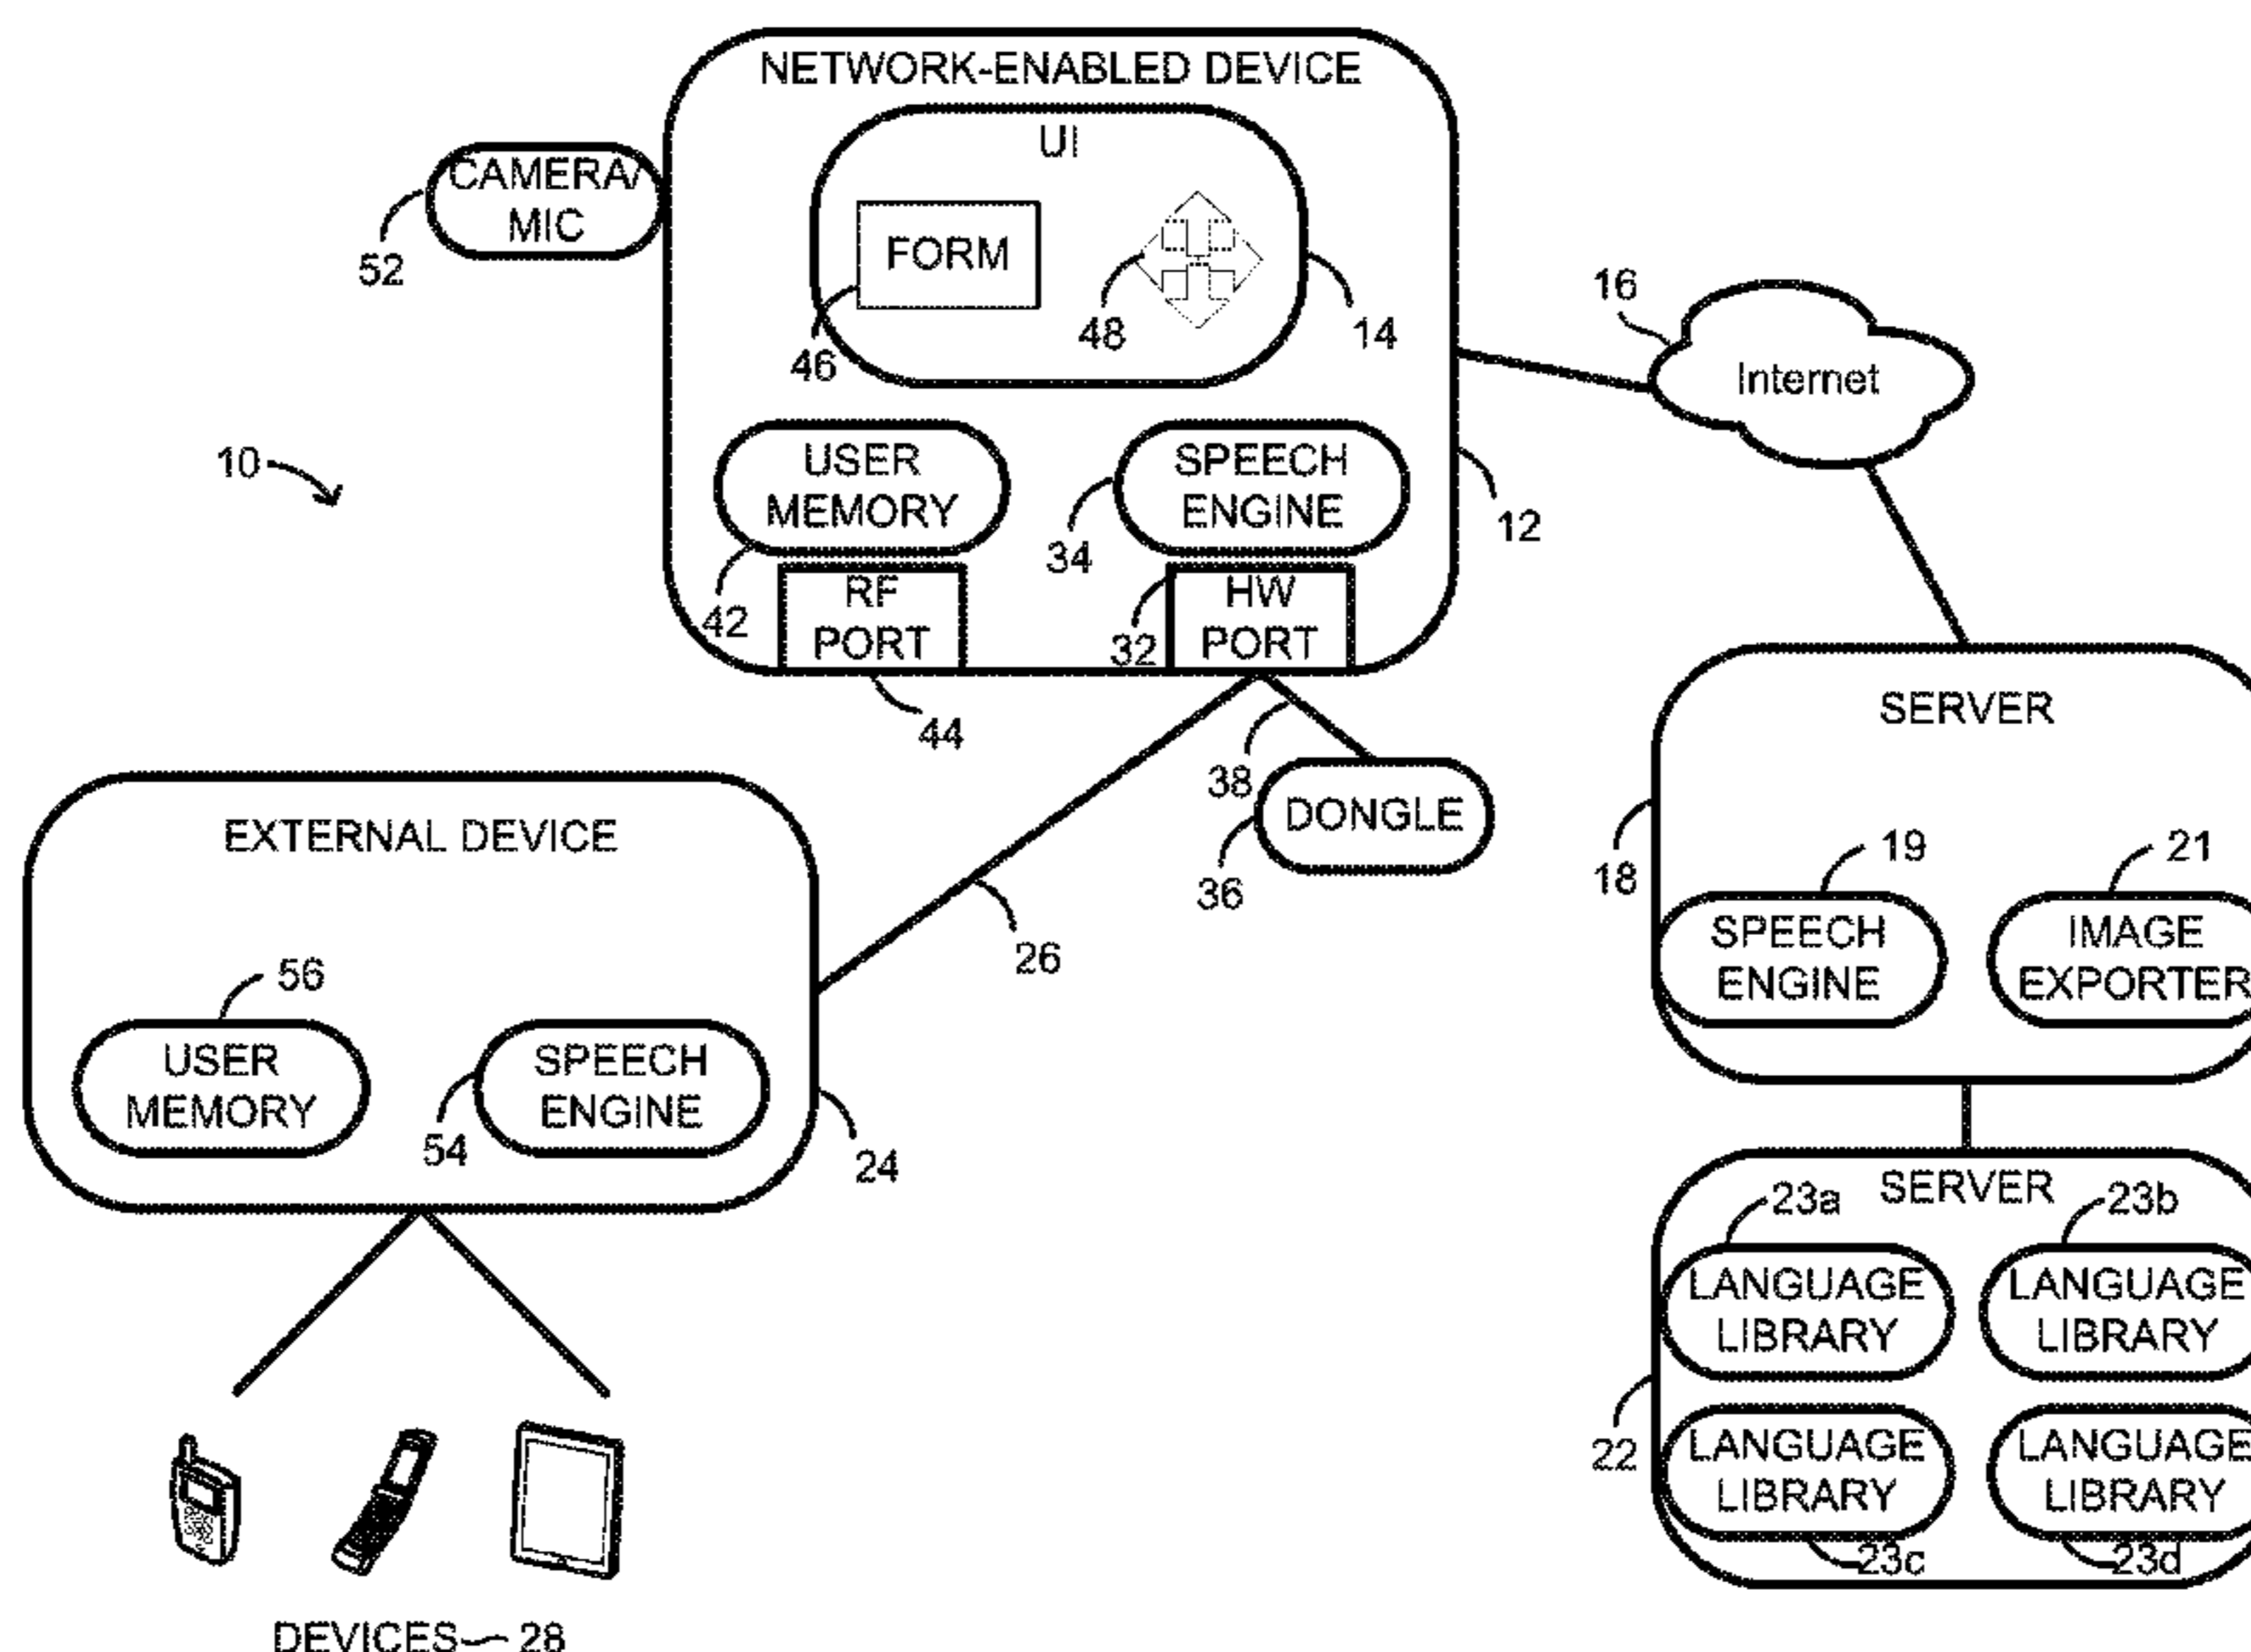 NETWORK-ENABLED DEVICE
UI
CAMERA/
MIC
52
FORM
46
48
14
16
Internet
10
USER
MEMORY
SPEECH
ENGINE
42
34
12
RF
PORT
HW
PORT
32
44
38
DONGLE
36
26
EXTERNAL DEVICE
56
USER
MEMORY
SPEECH
ENGINE
54
24
DEVICES 28
SERVER
18
19
21
SPEECH
ENGINE
IMAGE
EXPORTER
SERVER
23a
23b
LANGUAGE
LIBRARY
LANGUAGE
LIBRARY
22
LANGUAGE
LIBRARY
LANGUAGE
LIBRARY
23c
23d